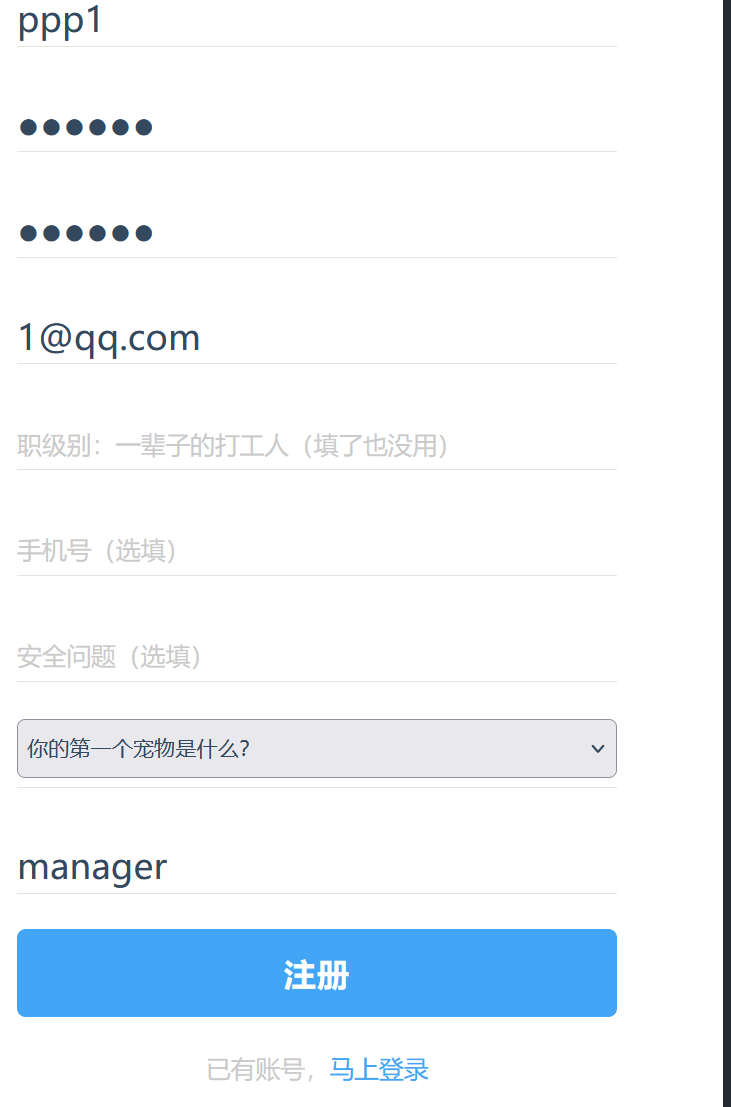 ppp1
●●●●●●
●●●●●●
1@qq.com
职级别：一辈子的打工人（填了也没用）
手机号（选填）
安全问题（选填）
你的第一个宠物是什么?
manager
注册
已有账号，马上登录